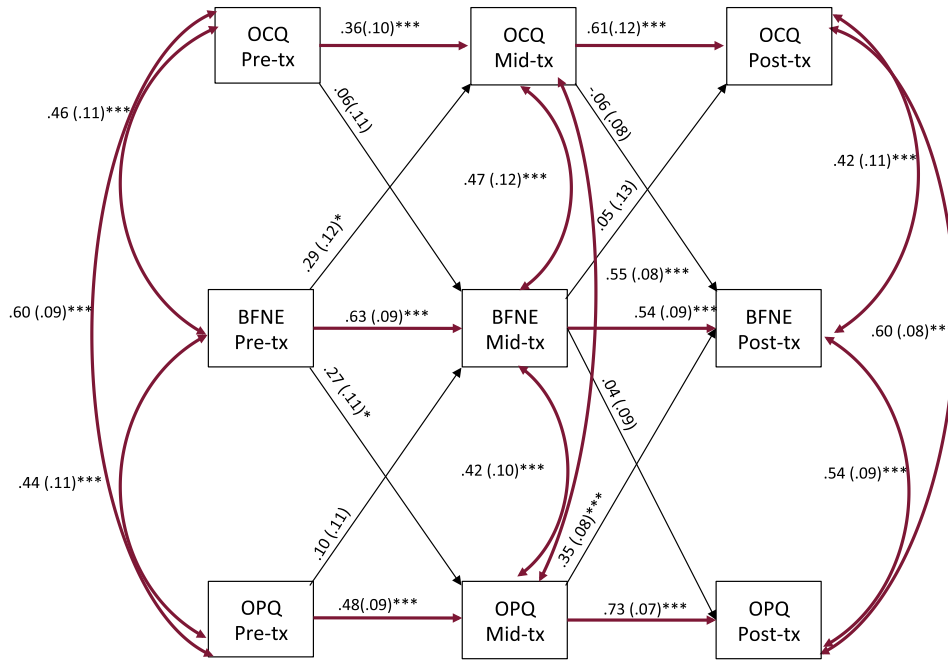 OCQ
Pre-tx
.36(.10)***
OCQ
Mid-tx
.61(.12)***
OCQ
Post-tx
.46 (.11)***
.06(.11)
-.06 (.08)
.47 (.12)***
.42 (.11)***
.29 (.12)*
.05 (.13)
.55 (.08)***
.60 (.09)***
BFNE
Pre-tx
.63 (.09)***
BFNE
Mid-tx
.54 (.09)***
BFNE
Post-tx
.60 (.08)**
.27 (.11)*
.04 (.09)
.44 (.11)***
.42 (.10)***
.54 (.09)***
.10 (.11)
.35 (.08)***
OPQ
Pre-tx
.48(.09)***
OPQ
Mid-tx
.73 (.07)***
OPQ
Post-tx